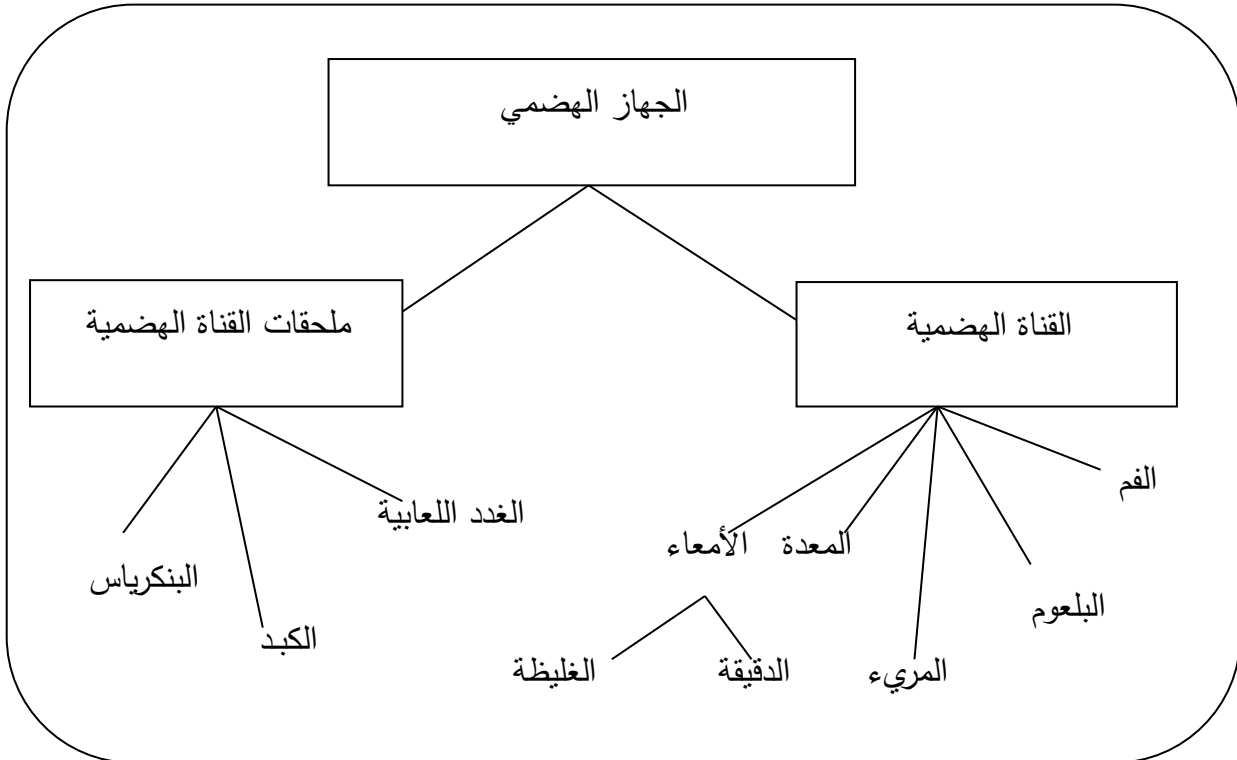 الجهاز الهضمي
القناة الهضمية
ملحقات القناة الهضمية
الفم
البلعوم
المريء
المعدة
الأمعاء
الدقيقة
الغليظة
الغدد اللعابية
الكبد
البنكرياس